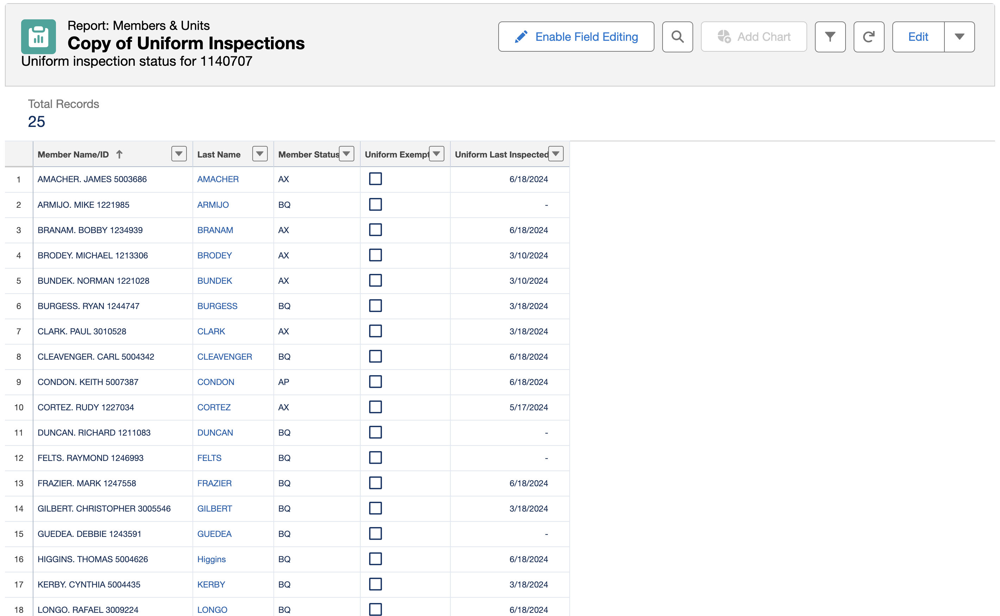 Report: Members & Units
Copy of Uniform Inspections
Uniform inspection status for 1140707
Enable Field Editing
Add Chart
Edit
Total Records
25
Member Name/ID Last Name Member Status Uniform Exempt Uniform Last Inspected
1 AMACHER. JAMES 5003686 AMACHER AX 6/18/2024
2 ARMIJO. MIKE 1221985 ARMIJO BQ -
3 BRANAM. BOBBY 1234939 BRANAM AX 6/18/2024
4 BRODEY. MICHAEL 1213306 BRODEY AX 3/10/2024
5 BUNDEK. NORMAN 1221028 BUNDEK AX 3/10/2024
6 BURGESS. RYAN 1244747 BURGESS BQ 3/18/2024
7 CLARK. PAUL 3010528 CLARK AX 3/18/2024
8 CLEAVENGER. CARL 5004342 CLEAVENGER BQ 6/18/2024
9 CONDON. KEITH 5007387 CONDON AP 6/18/2024
10 CORTEZ. RUDY 1227034 CORTEZ AX 5/17/2024
11 DUNCAN. RICHARD 1211083 DUNCAN BQ -
12 FELTS. RAYMOND 1246993 FELTS BQ -
13 FRAZIER. MARK 1247558 FRAZIER BQ 6/18/2024
14 GILBERT. CHRISTOPHER 3005546 GILBERT BQ 3/18/2024
15 GUEDEA. DEBBIE 1243591 GUEDEA BQ -
16 HIGGINS. THOMAS 5004626 Higgins BQ 6/18/2024
17 KERBY. CYNTHIA 5004435 KERBY BQ 3/18/2024
18 LONGO. RAFAEL 3009224 LONGO BQ 6/18/2024